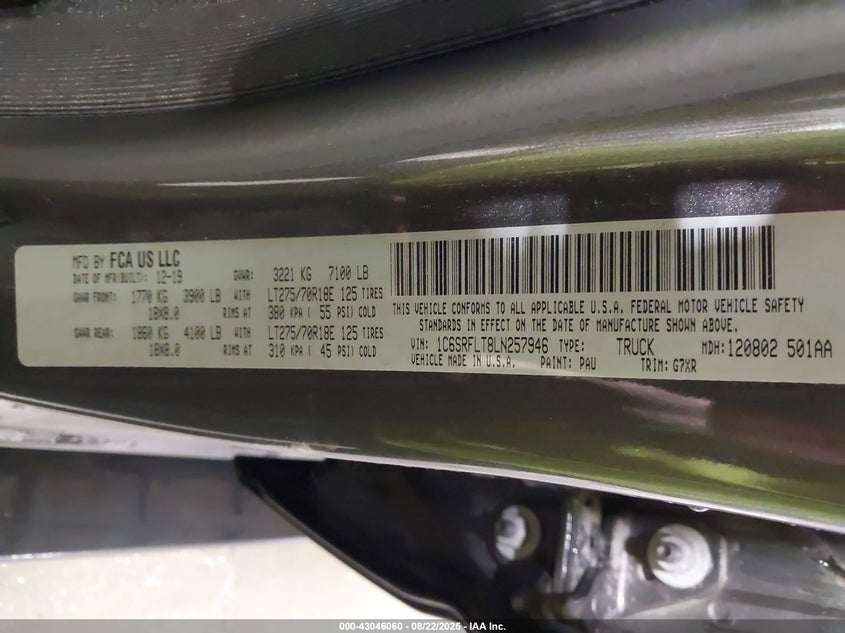 MFD BY FCA US LLC
DATE OF MFR(BUILT): 12-19 GVWR: 3221 KG 7100 LB
GAWR FRONT: 1770 KG 3900 LB WITH LT275/70R18E 125 TIRES
18X8.0 RIMS AT 380 KPA ( 55 PSI) COLD
GAWR REAR: 1860 KG 4100 LB WITH LT275/70R18E 125 TIRES
18X8.0 RIMS AT 310 KPA ( 45 PSI) COLD
THIS VEHICLE CONFORMS TO ALL APPLICABLE U.S.A. FEDERAL MOTOR VEHICLE SAFETY
STANDARDS IN EFFECT ON THE DATE OF MANUFACTURE SHOWN ABOVE.
VIN: 1C6SRFLT8LN257946 TYPE: TRUCK MDH: 120802 501AA
VEHICLE MADE IN U.S.A. PAINT: PAU TRIM: G7XR
000-43046060 - 08/22/2025 - IAA Inc.